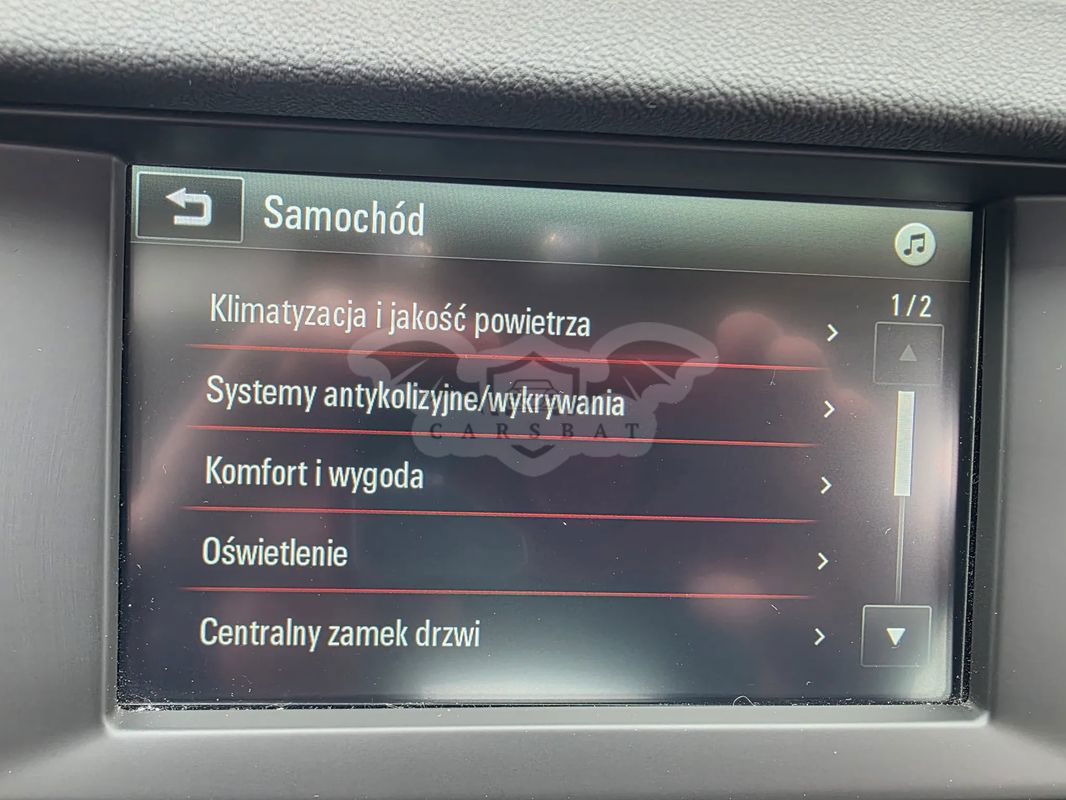 Samochód
1/2
Klimatyzacja i jakość powietrza
Systemy antykolizyjne/wykrywania
CARSBAT
Komfort i wygoda
Oświetlenie
Centralny zamek drzwi